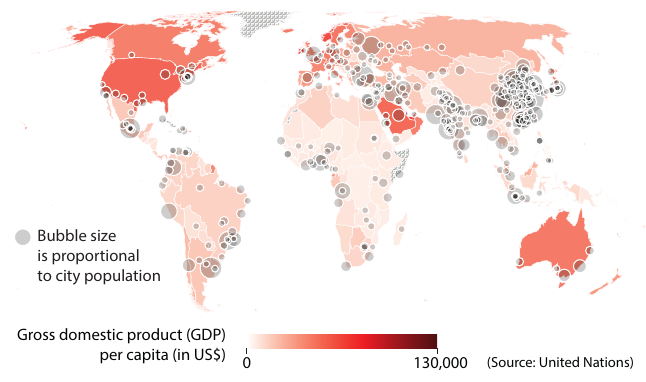 Bubble size
is proportional
to city population
Gross domestic product (GDP)
per capita (in US$)
0
130,000
(Source: United Nations)